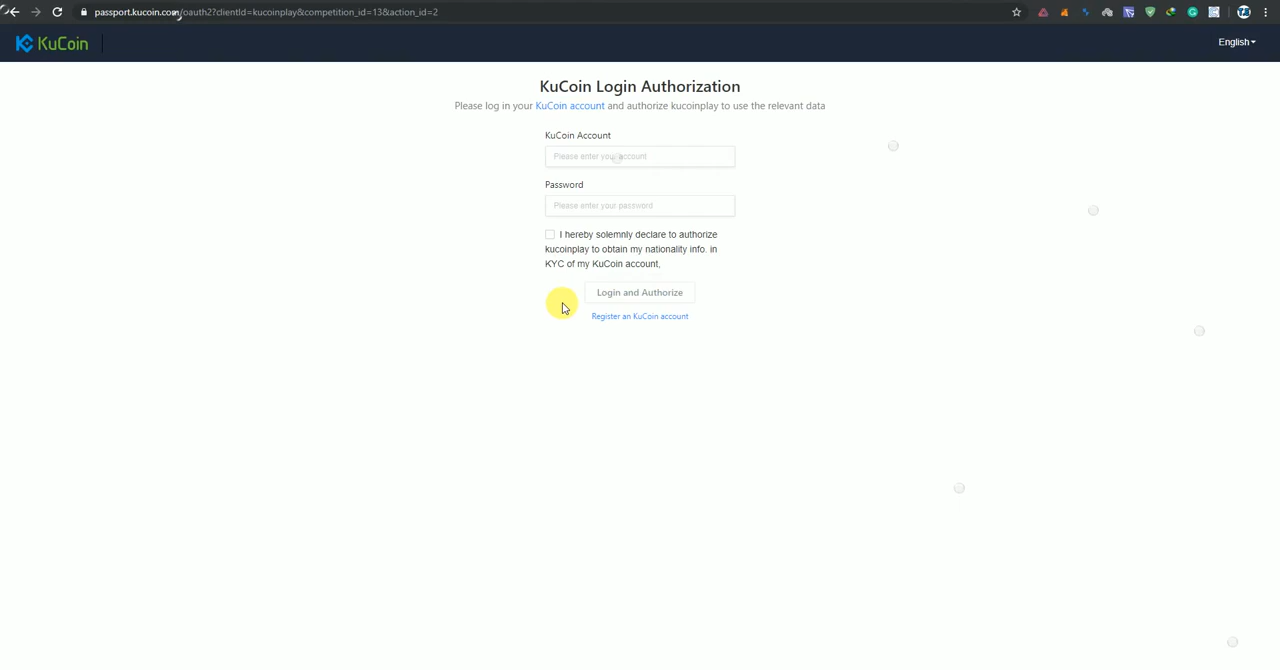 passport.kucoin.com/oauth2?clientId=kucoinplay&competition_id=13&action_id=2
KuCoin
English
KuCoin Login Authorization
Please log in your KuCoin account and authorize kucoinplay to use the relevant data
KuCoin Account
Please enter your account
Password
Please enter your password
I hereby solemnly declare to authorize
kucoinplay to obtain my nationality info. in
KYC of my KuCoin account,
Login and Authorize
Register an KuCoin account